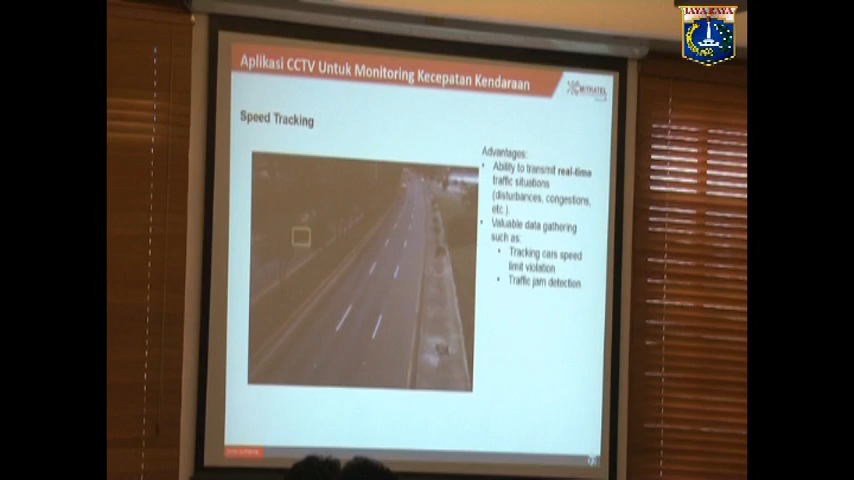 JAYA RAYA
Aplikasi CCTV Untuk Monitoring Kecepatan Kendaraan
MITRATEL
Speed Tracking
Advantages:
• Ability to transmit real-time
traffic situations
(disturbances, congestions,
etc.)
• Valuable data gathering
such as:
• Tracking cars speed
limit violation
• Traffic jam detection